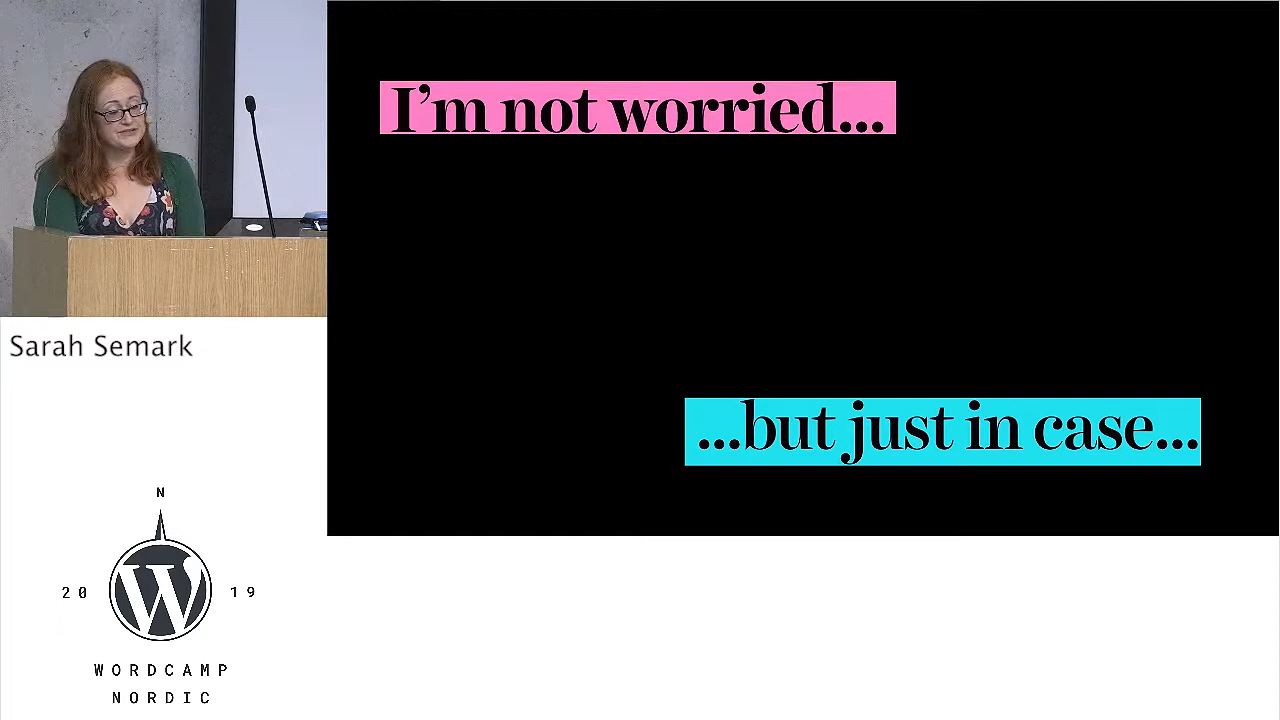 I'm not worried...
...but just in case...
Sarah Semark
N
20 19
WORDCAMP
NORDIC